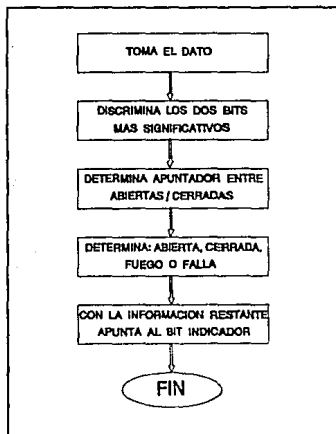 TOMA EL DATO
DISCRIMINA LOS DOS BITS
MAS SIGNIFICATIVOS
DETERMINA APUNTADOR ENTRE
ABIERTAS/CERRADAS
DETERMINA: ABIERTA, CERRADA,
FUEGO O FALLA
CON LA INFORMACION RESTANTE
APUNTA AL BIT INDICADOR
FIN